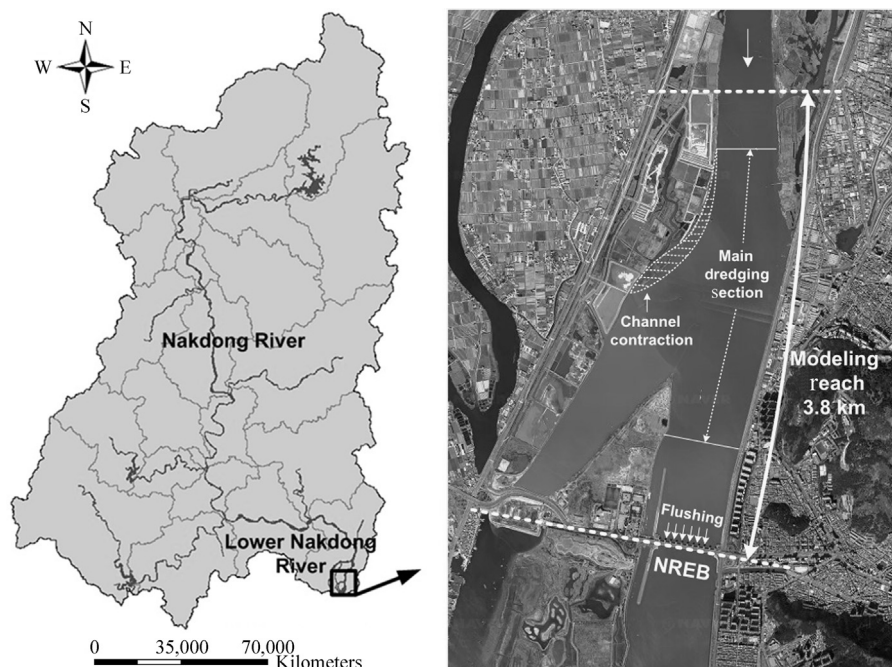 N
W E
S
Nakdong River
Lower Nakdong
River
0 35,000 70,000
Kilometers
Main
dredging
section
Channel
contraction
Modeling
reach
3.8 km
Flushing
NREB